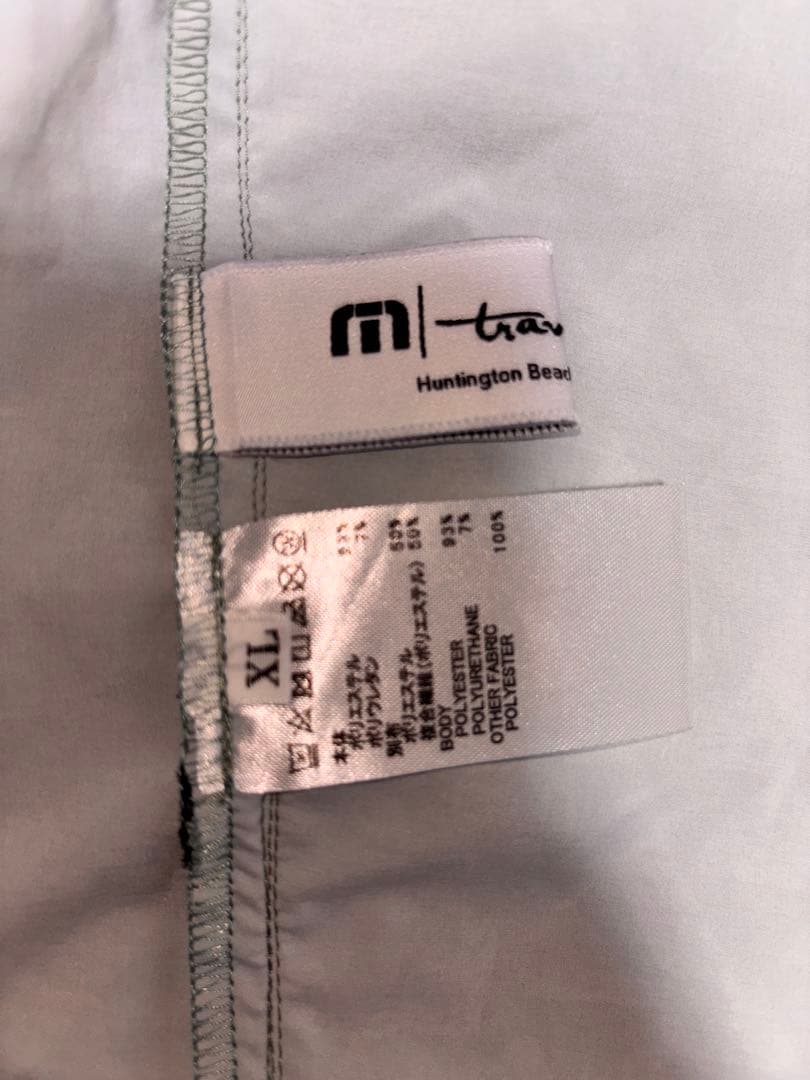 m|trav
Huntington Beac
XL
本体
ポリエステル 93%
ポリウレタン 7%
別布
ポリエステル 50%
複合繊維(ポリエステル) 50%
BODY
POLYESTER 93%
POLYURETHANE 7%
OTHER FABRIC
POLYESTER 100%